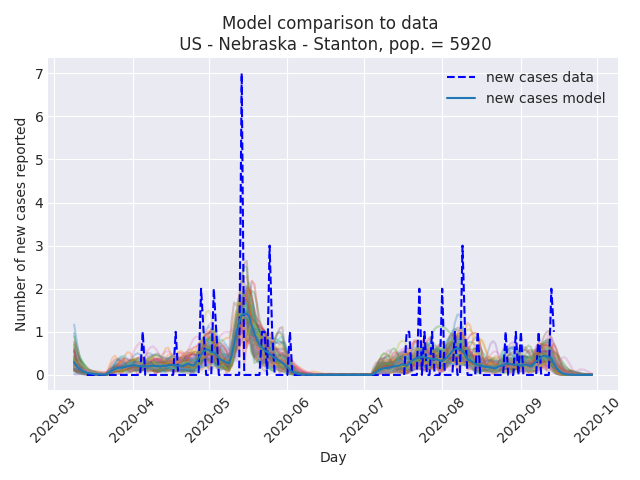 Model comparison to data
US - Nebraska - Stanton, pop. = 5920
new cases data
new cases model
Number of new cases reported
7
6
5
4
3
2
1
0
2020-03
2020-04
2020-05
2020-06
2020-07
2020-08
2020-09
2020-10
Day